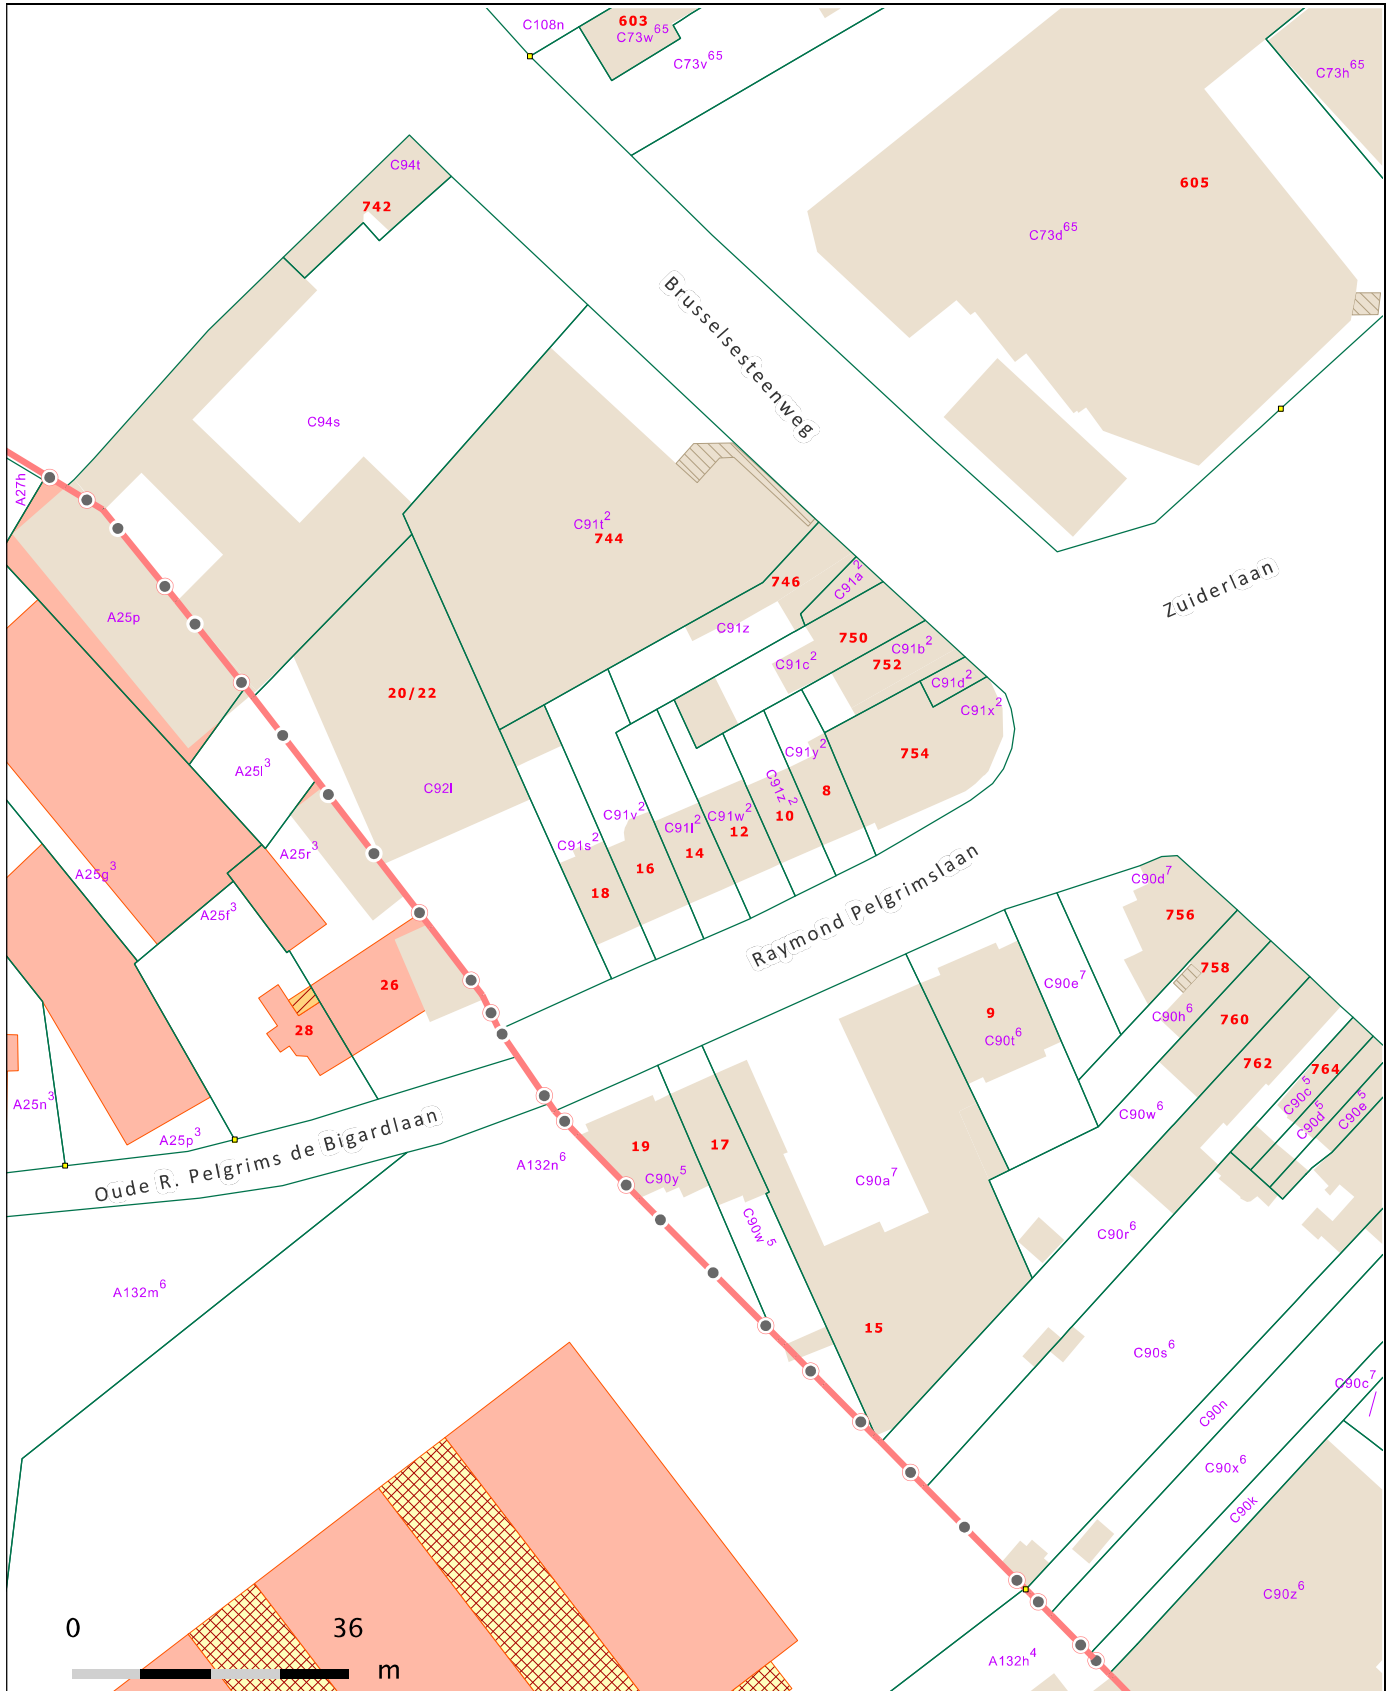 C108n
603
C73w65
C73v65
C73h65
C94t
742
605
C73d65
Brusselsesteenweg
C94s
A27h
C91t2
744
746
C91a2
Zuiderlaan
A25p
C91z
750
C91b2
C91c2
752
20/22
C91d2
C91x2
C91y2
754
A25l3
C92l
C91z2
8
C91v2
C91l2
C91w2
10
12
C91s2
A25r3
14
16
A25g3
18
Raymond Pelgrimslaan
C90d7
A25f3
756
758
26
C90e7
9
C90h6
760
28
C90t6
762
764
C90c5
A25n3
C90w6
C90d5
C90e5
A25p3
Oude R. Pelgrims de Bigardlaan
19
17
A132n6
C90y5
C90a7
C90w5
C90r6
A132m6
15
C90s6
C90c7
C90n
C90x6
C90k
C90z6
0 36
m
A132h4